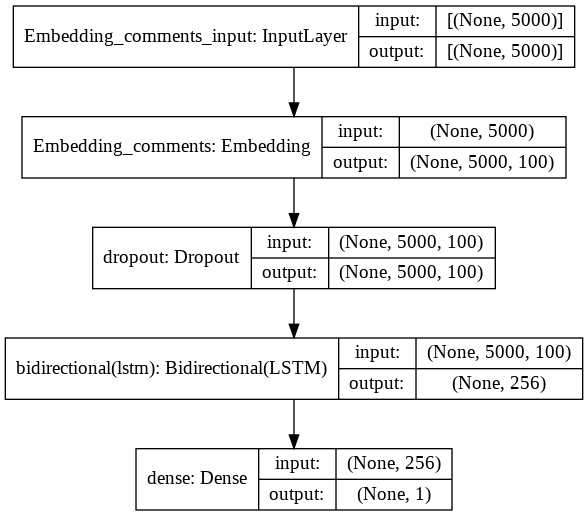 Embedding_comments_input: InputLayer
input:
[(None, 5000)]
output:
[(None, 5000)]
Embedding_comments: Embedding
input:
(None, 5000)
output:
(None, 5000, 100)
dropout: Dropout
input:
(None, 5000, 100)
output:
(None, 5000, 100)
bidirectional(lstm): Bidirectional(LSTM)
input:
(None, 5000, 100)
output:
(None, 256)
dense: Dense
input:
(None, 256)
output:
(None, 1)